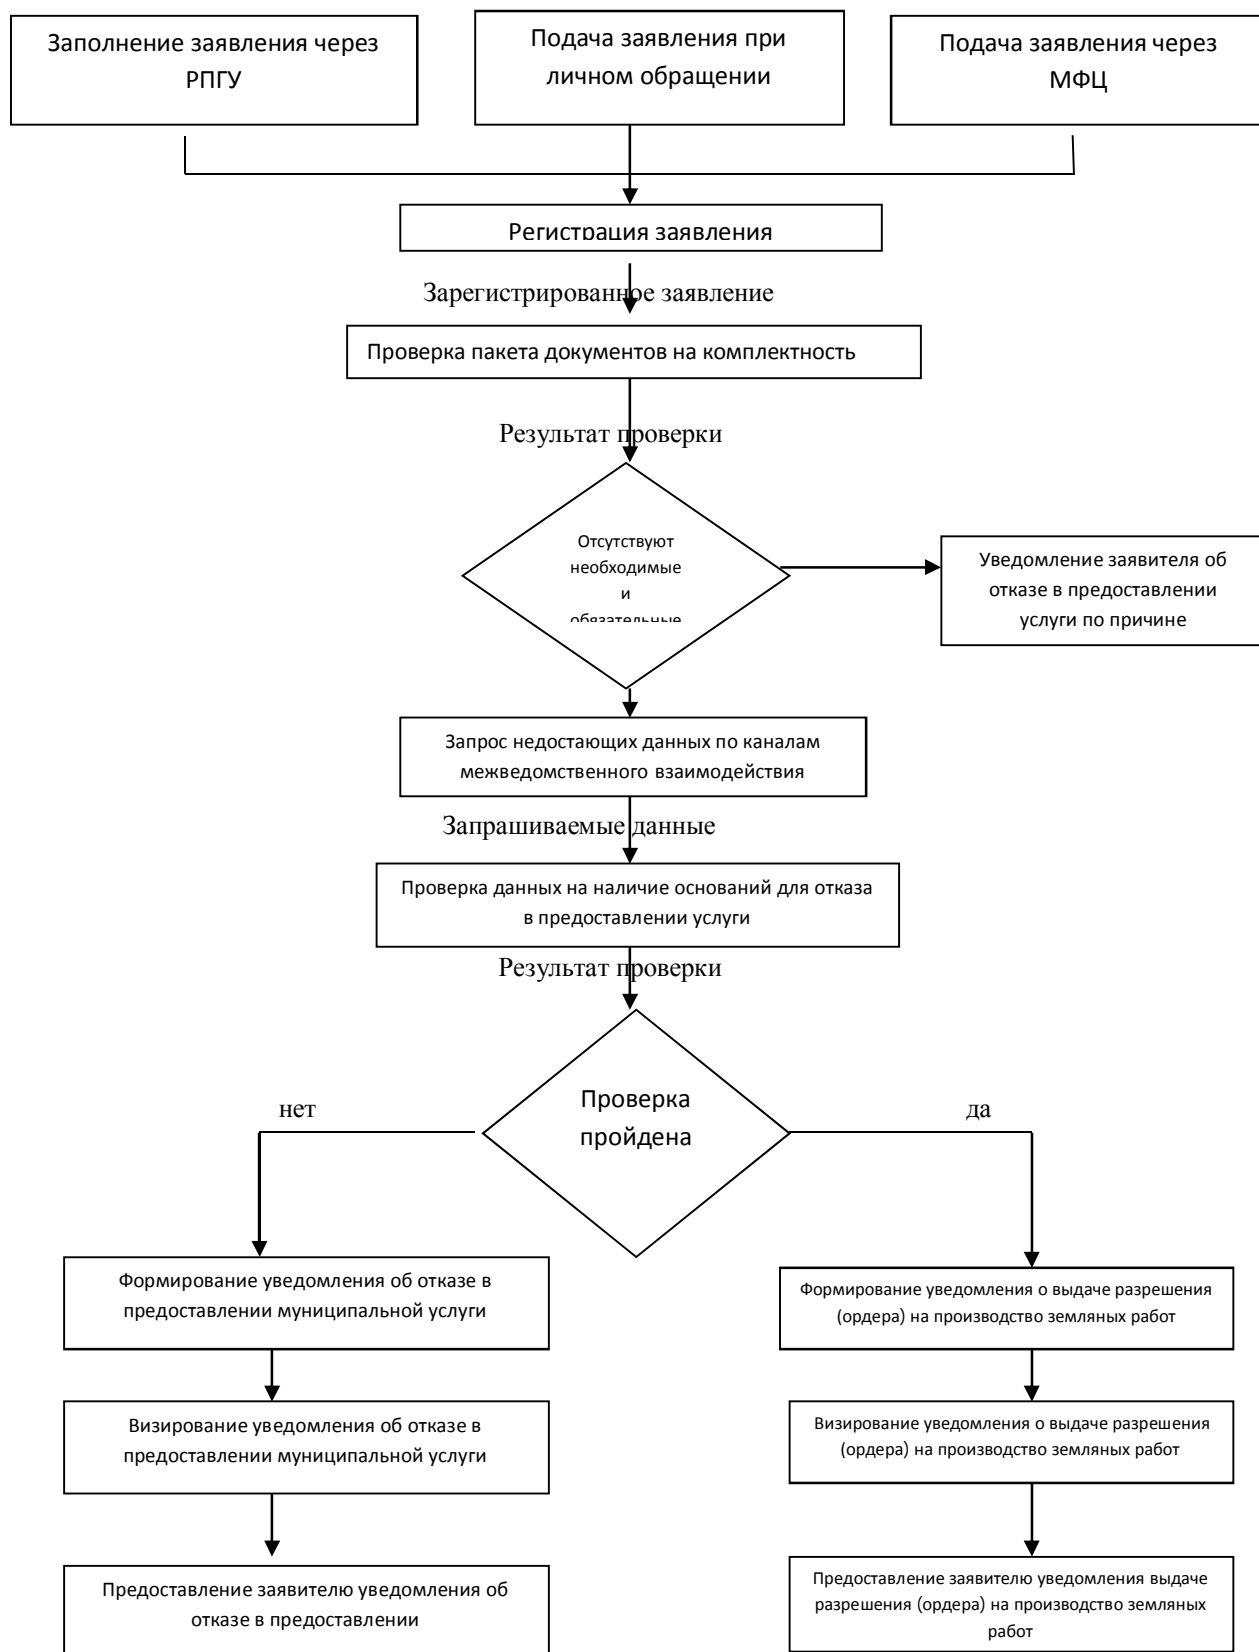 Заполнение заявления через
РПГУ
Подача заявления при
личном обращении
Подача заявления через
МФЦ
Регистрация заявления
Зарегистрированное заявление
Проверка пакета документов на комплектность
Результат проверки
Отсутствуют
необходимые
и
обязательные
Уведомление заявителя об
отказе в предоставлении
услуги по причине
Запрос недостающих данных по каналам
межведомственного взаимодействия
Запрашиваемые данные
Проверка данных на наличие оснований для отказа
в предоставлении услуги
Результат проверки
Проверка
пройдена
нет
да
Формирование уведомления об отказе в
предоставлении муниципальной услуги
Формирование уведомления о выдаче разрешения
(ордера) на производство земляных работ
Визирование уведомления об отказе в
предоставлении муниципальной услуги
Визирование уведомления о выдаче разрешения
(ордера) на производство земляных работ
Предоставление заявителю уведомления об
отказе в предоставлении
Предоставление заявителю уведомления выдаче
разрешения (ордера) на производство земляных
работ